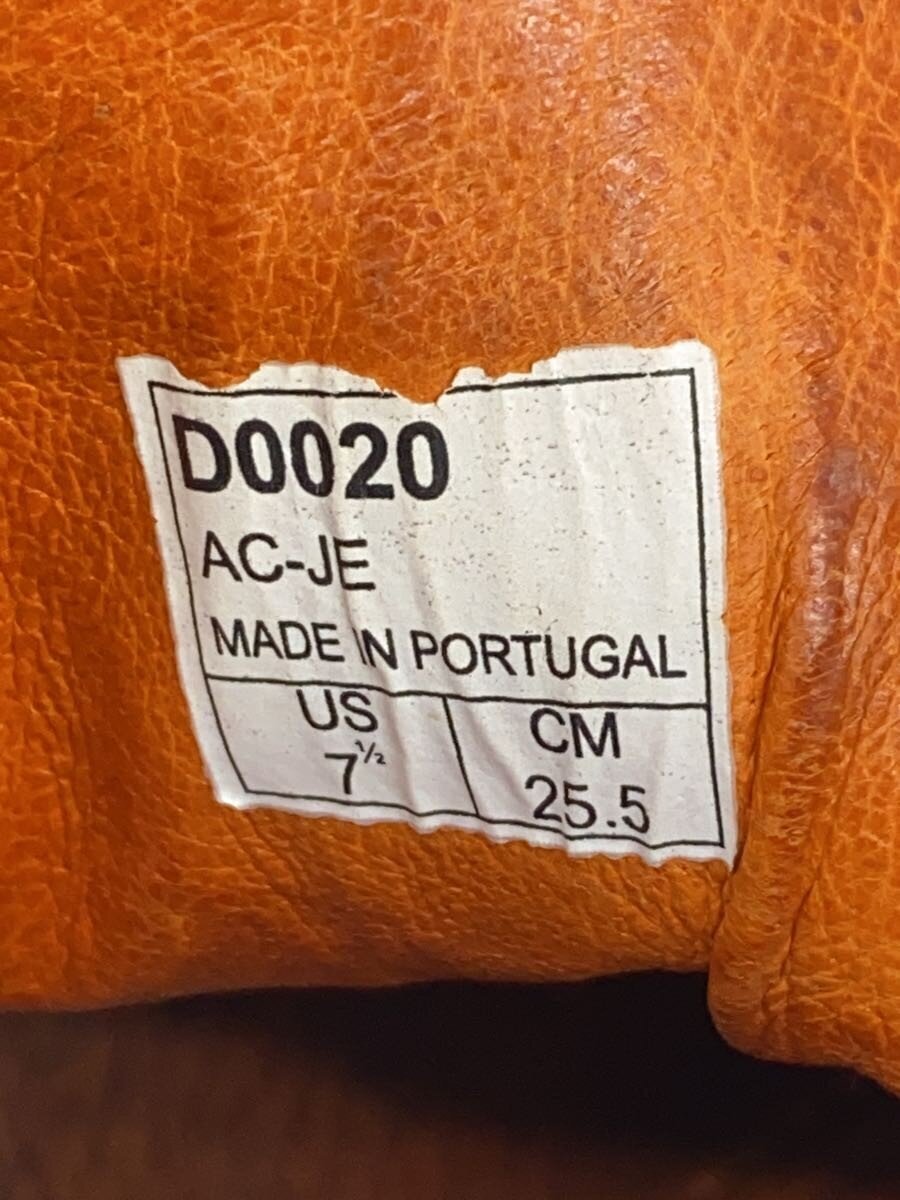 D0020
AC-JE
MADE IN PORTUGAL
US CM
7½ 25.5